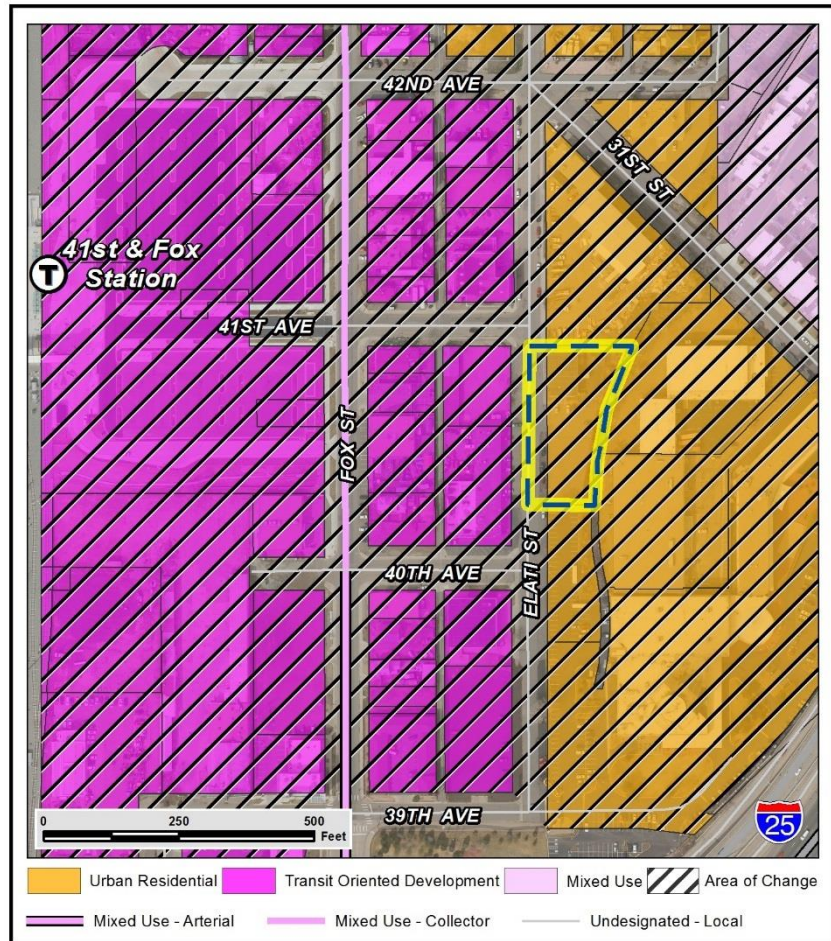 42ND AVE
31ST ST
T
41st & Fox
Station
41ST AVE
FOX ST
ELATI ST
40TH AVE
0 250 500
Feet
39TH AVE
25
Urban Residential Transit Oriented Development Mixed Use Area of Change
Mixed Use - Arterial Mixed Use - Collector Undesignated - Local